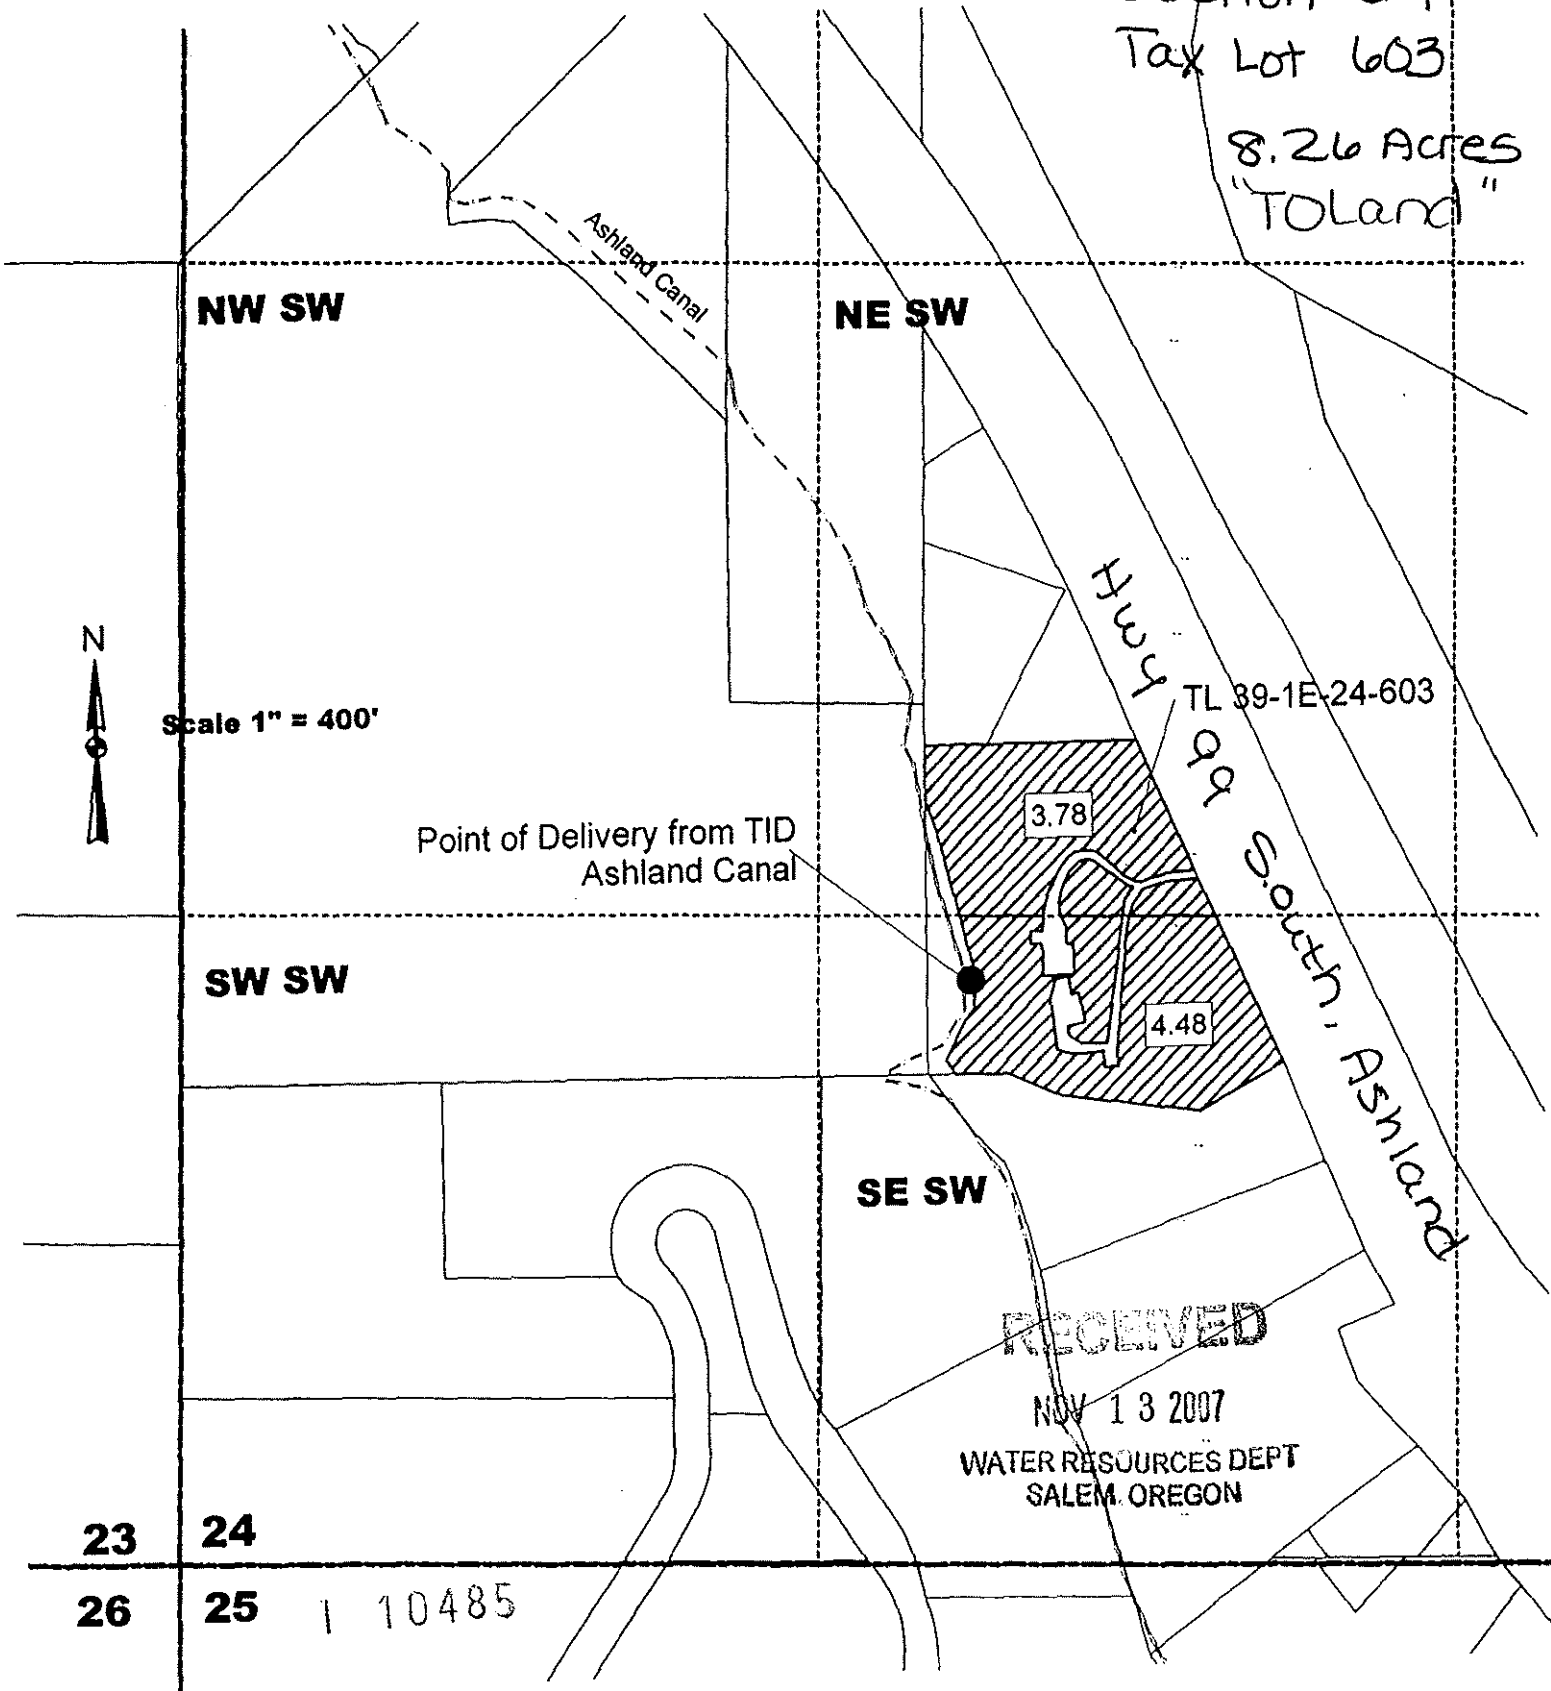 Tax Lot 603
8.26 Acres
"TOLand"
Ashland Canal
NW SW
NE SW
N
Scale 1" = 400'
Hwy 99 South, Ashland
TL 39-1E-24-603
3.78
Point of Delivery from TID
Ashland Canal
SW SW
4.48
SE SW
RECEIVED
NOV 13 2007
WATER RESOURCES DEPT
SALEM, OREGON
23
24
26
25
10485